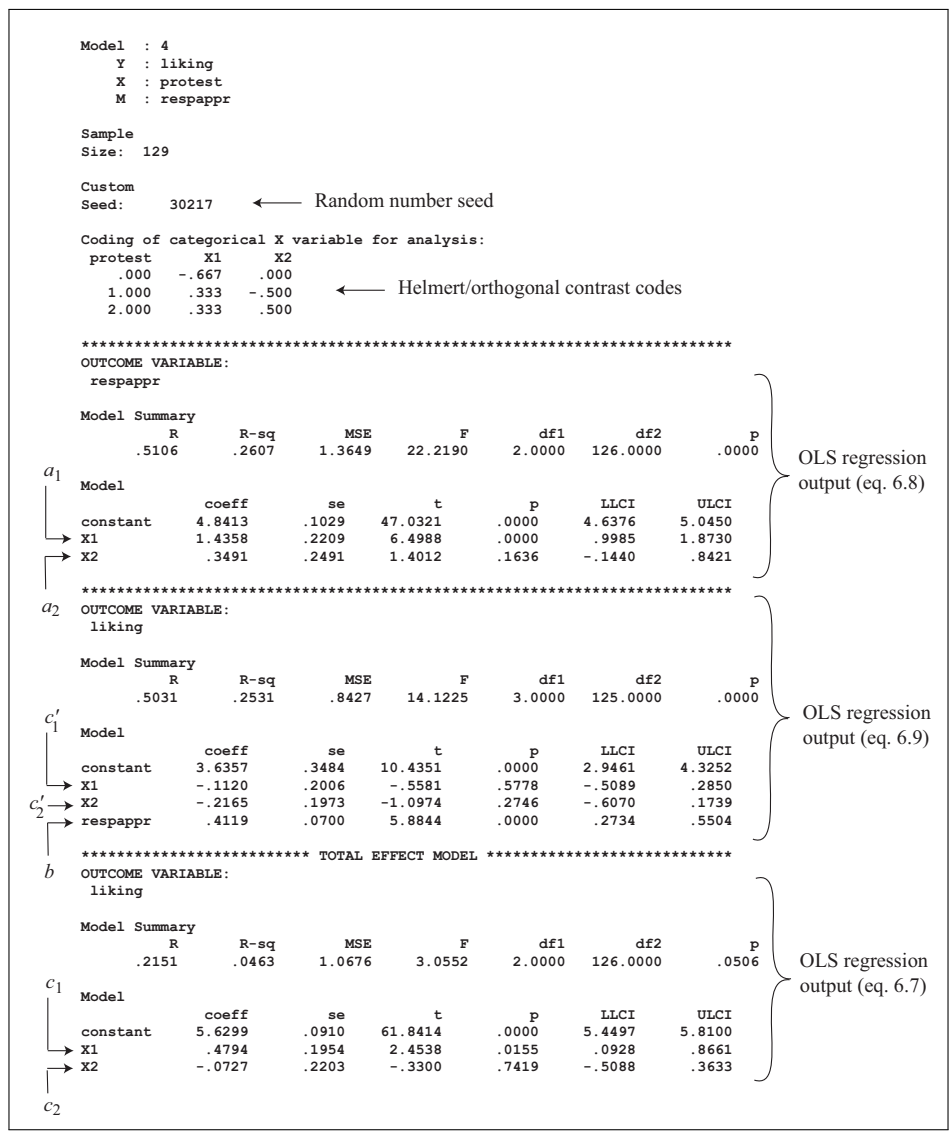 Model : 4
Y : liking
X : protest
M : respappr
Sample
Size: 129
Custom
Seed: 30217 Random number seed
Coding of categorical X variable for analysis:
protest X1 X2
.000 -.667 .000
1.000 .333 -.500 Helmert/orthogonal contrast codes
2.000 .333 .500
**************************************************************************
OUTCOME VARIABLE:
respappr
Model Summary
R R-sq MSE F df1 df2 p
.5106 .2607 1.3649 22.2190 2.0000 126.0000 .0000
OLS regression
output (eq. 6.8)
a1
Model
coeff se t p LLCI ULCI
constant 4.8413 .1029 47.0321 .0000 4.6376 5.0450
X1 1.4358 .2209 6.4988 .0000 .9985 1.8730
X2 .3491 .2491 1.4012 .1636 -.1440 .8421
a2
**************************************************************************
OUTCOME VARIABLE:
liking
Model Summary
R R-sq MSE F df1 df2 p
.5031 .2531 .8427 14.1225 3.0000 125.0000 .0000
OLS regression
output (eq. 6.9)
c′1
Model
coeff se t p LLCI ULCI
constant 3.6357 .3484 10.4351 .0000 2.9461 4.3252
X1 -.1120 .2006 -.5581 .5778 -.5089 .2850
c′2 X2 -.2165 .1973 -1.0974 .2746 -.6070 .1739
respappr .4119 .0700 5.8844 .0000 .2734 .5504
************************** TOTAL EFFECT MODEL ****************************
b
OUTCOME VARIABLE:
liking
Model Summary
R R-sq MSE F df1 df2 p
.2151 .0463 1.0676 3.0552 2.0000 126.0000 .0506
OLS regression
output (eq. 6.7)
c1
Model
coeff se t p LLCI ULCI
constant 5.6299 .0910 61.8414 .0000 5.4497 5.8100
X1 .4794 .1954 2.4538 .0155 .0928 .8661
X2 -.0727 .2203 -.3300 .7419 -.5088 .3633
c2